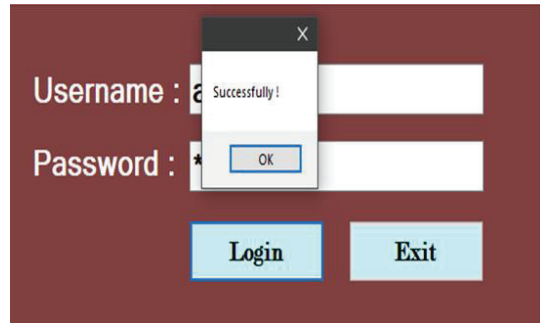 X
Successfully !
Username : a
Password : *
OK
Login
Exit